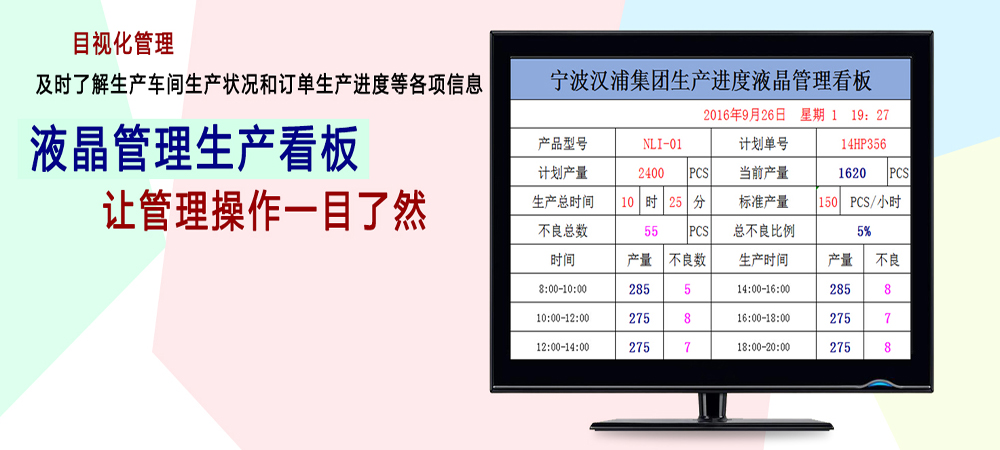 目视化管理
及时了解生产车间生产状况和订单生产进度等各项信息
液晶管理生产看板
让管理操作一目了然
宁波汉浦集团生产进度液晶管理看板
2016年9月26日 星期 1 19: 27
产品型号 NLI-01 计划单号 14HP356
计划产量 2400 PCS 当前产量 1620 PCS
生产总时间 10 时 25 分 标准产量 150 PCS/小时
不良总数 55 PCS 总不良比例 5%
时间 产量 不良数 生产时间 产量 不良
8:00-10:00 285 5 14:00-16:00 285 8
10:00-12:00 275 8 16:00-18:00 275 7
12:00-14:00 275 7 18:00-20:00 275 8